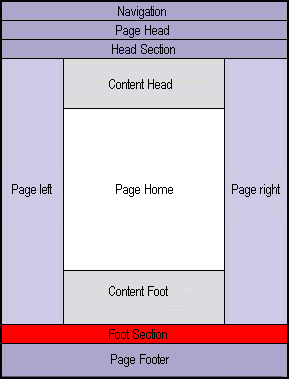 Navigation
Page Head
Head Section
Content Head
Page left
Page Home
Page right
Content Foot
Foot Section
Page Footer